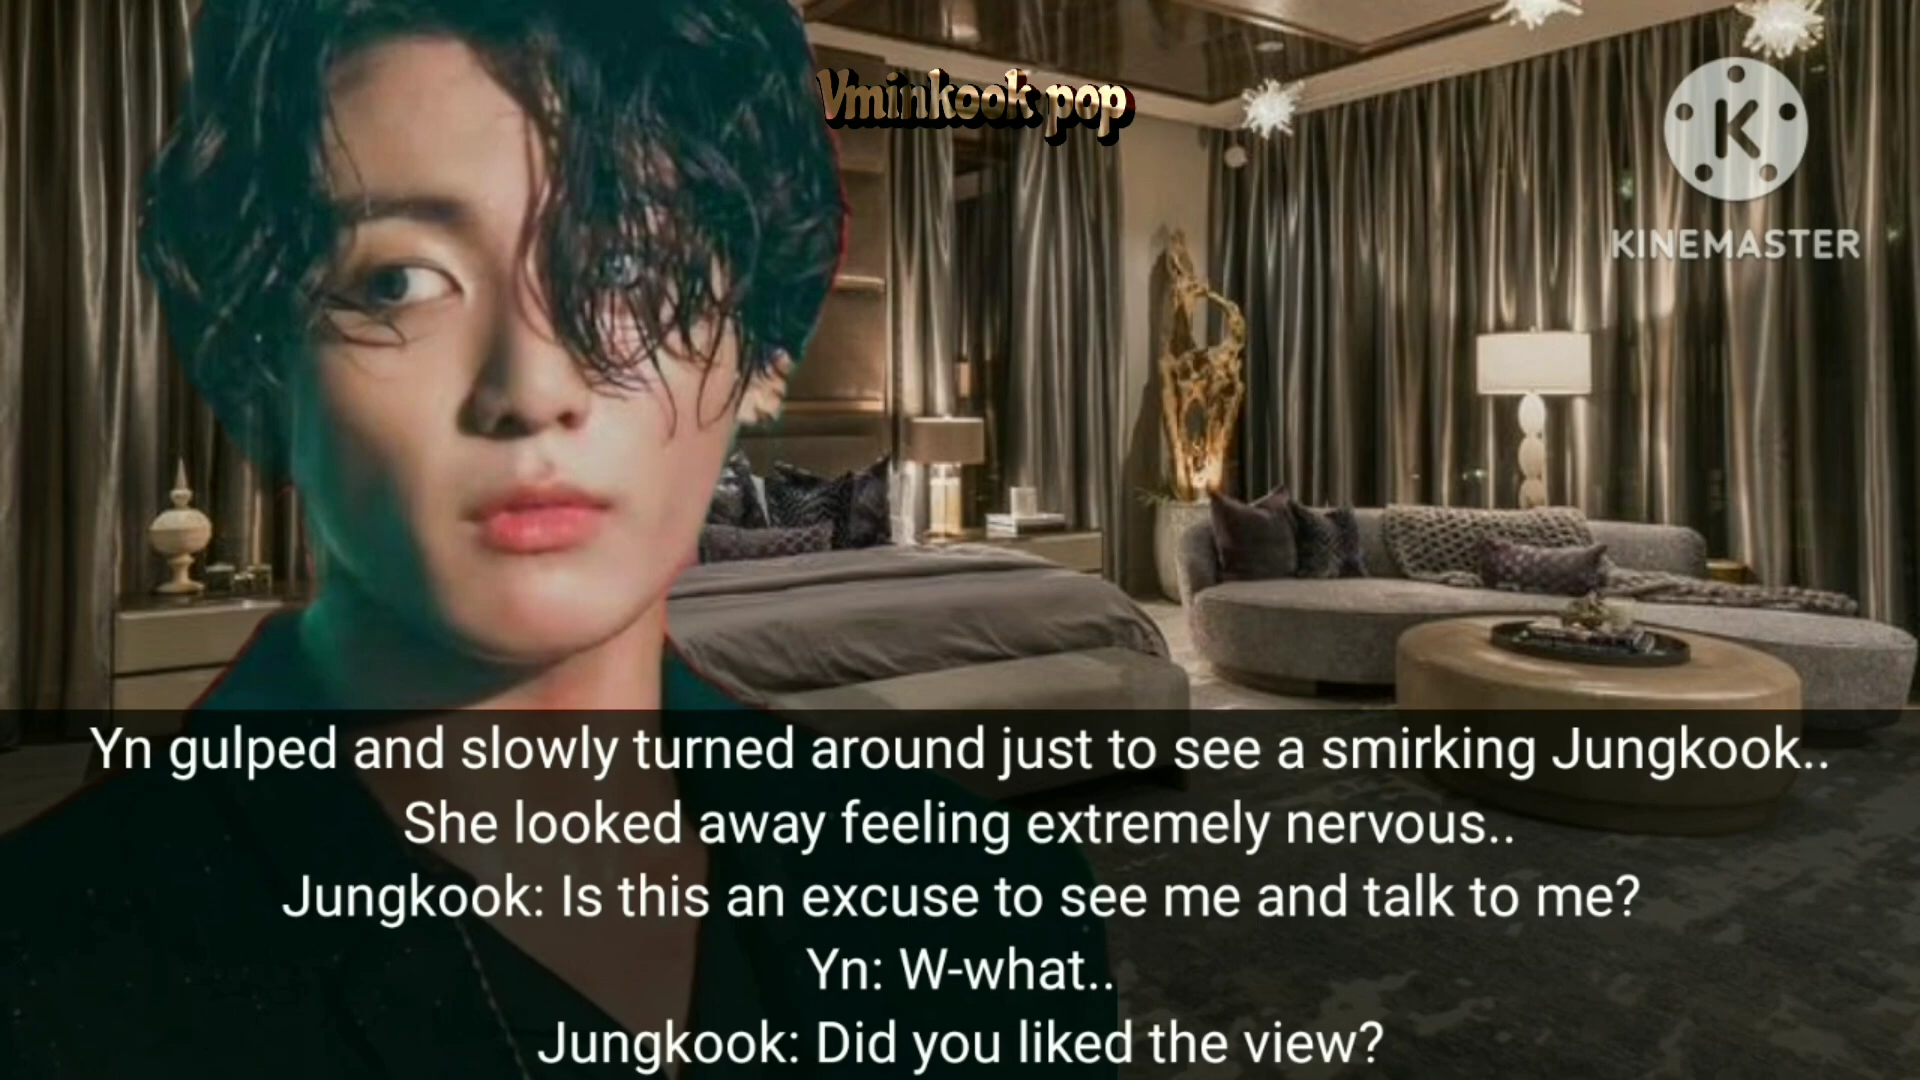 Vminkook pop
K
KINEMASTER
Yn gulped and slowly turned around just to see a smirking Jungkook..
She looked away feeling extremely nervous..
Jungkook: Is this an excuse to see me and talk to me?
Yn: W-what..
Jungkook: Did you liked the view?